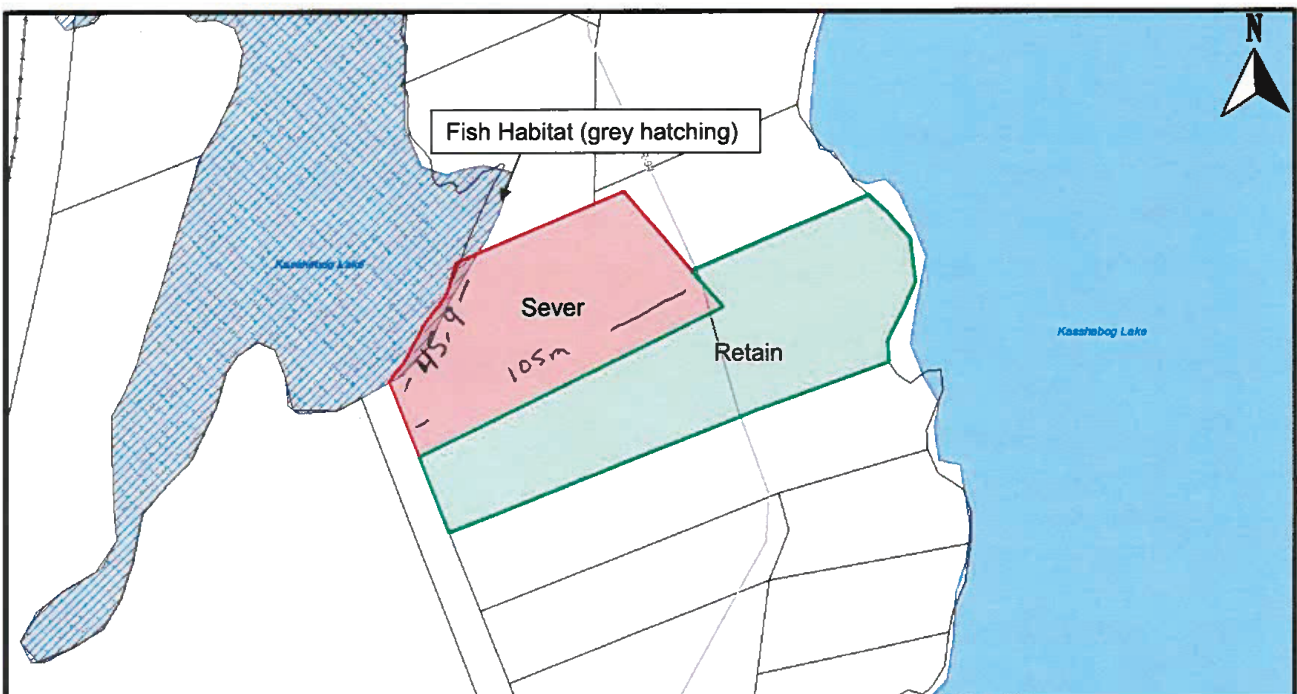 N
Fish Habitat (grey hatching)
Kasshabog Lake
Sever
45.9
105m
Retain
Kasshabog Lake